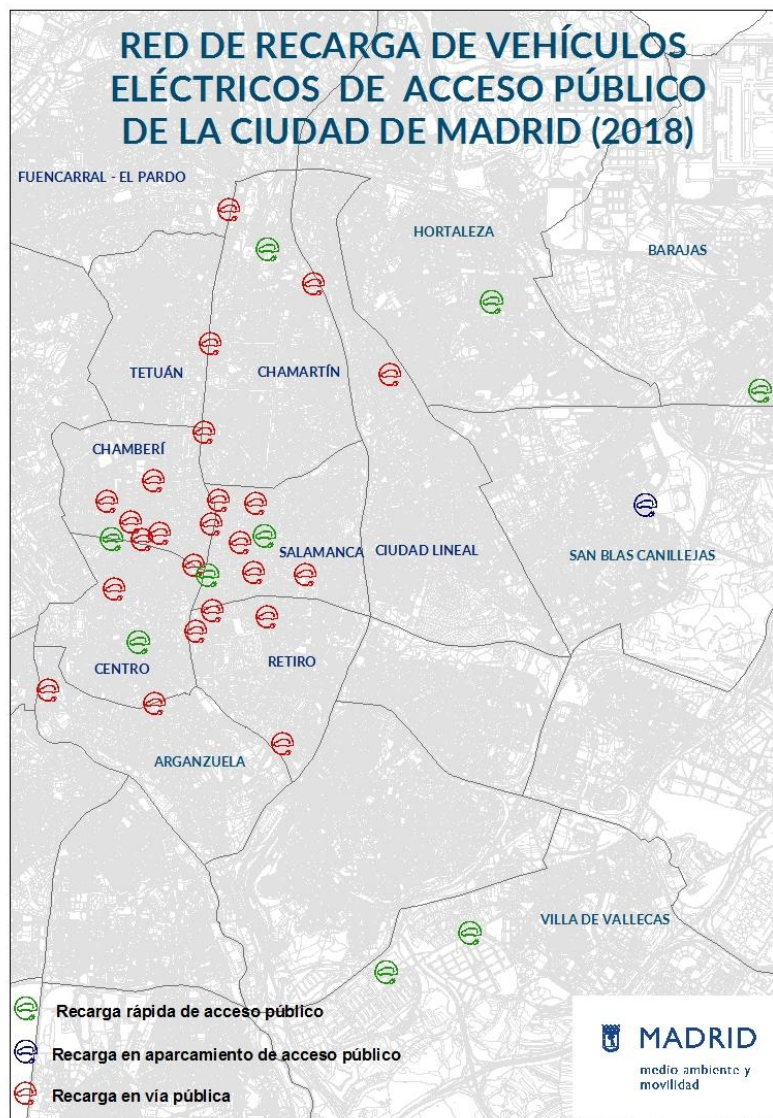 RED DE RECARGA DE VEHÍCULOS
ELÉCTRICOS DE ACCESO PÚBLICO
DE LA CIUDAD DE MADRID (2018)
FUENCARRAL - EL PARDO
HORTALEZA
BARAJAS
TETUÁN
CHAMARTÍN
CHAMBERÍ
SALAMANCA
CIUDAD LINEAL
SAN BLAS CANILLEJAS
CENTRO
RETIRO
ARGANZUELA
VILLA DE VALLECAS
Recarga rápida de acceso público
Recarga en aparcamiento de acceso público
Recarga en vía pública
MADRID
medio ambiente y
movilidad